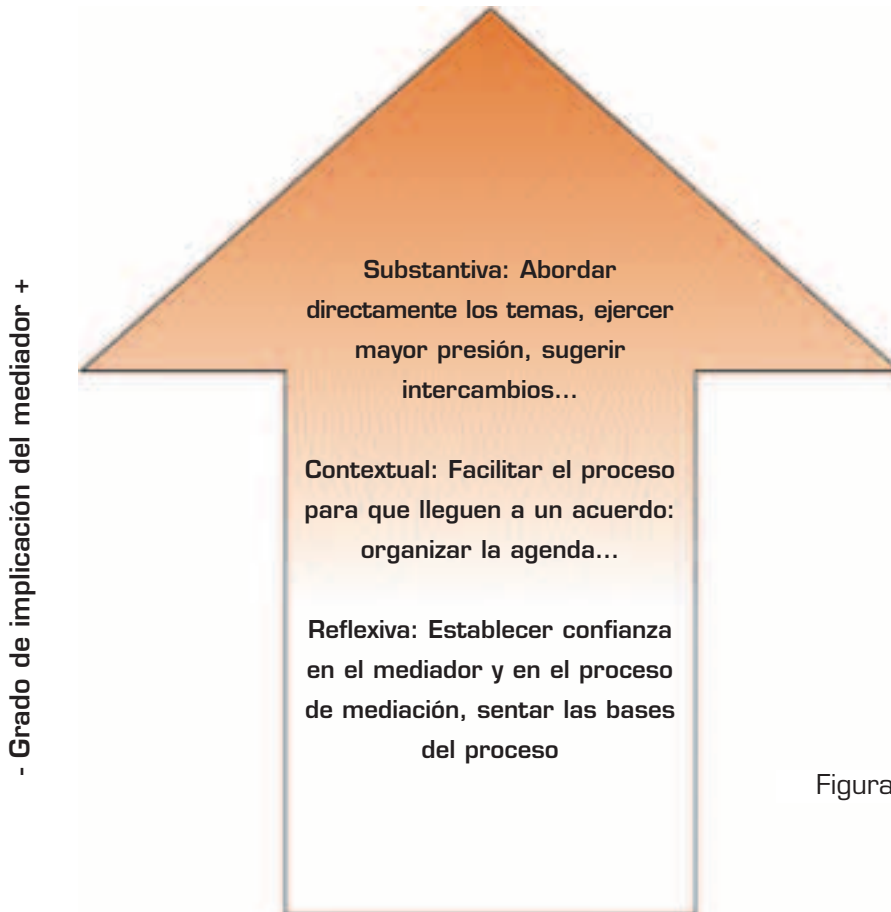 - Grado de implicación del mediador +
Substantiva: Abordar
directamente los temas, ejercer
mayor presión, sugerir
intercambios...
Contextual: Facilitar el proceso
para que lleguen a un acuerdo:
organizar la agenda...
Reflexiva: Establecer confianza
en el mediador y en el proceso
de mediación, sentar las bases
del proceso
Figura